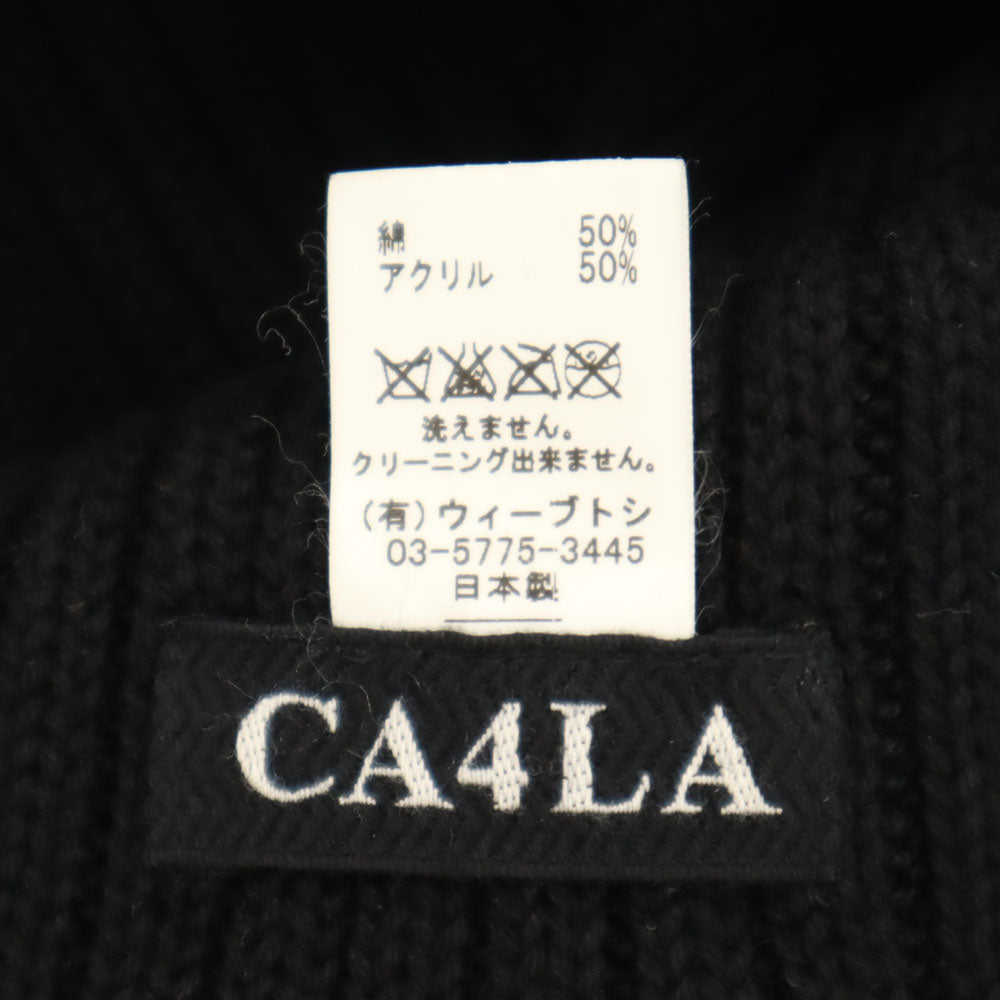 綿 50%
アクリル 50%
洗えません。
クリーニング出来ません。
(有)ウィーブトシ
03-5775-3445
日本製
CA4LA